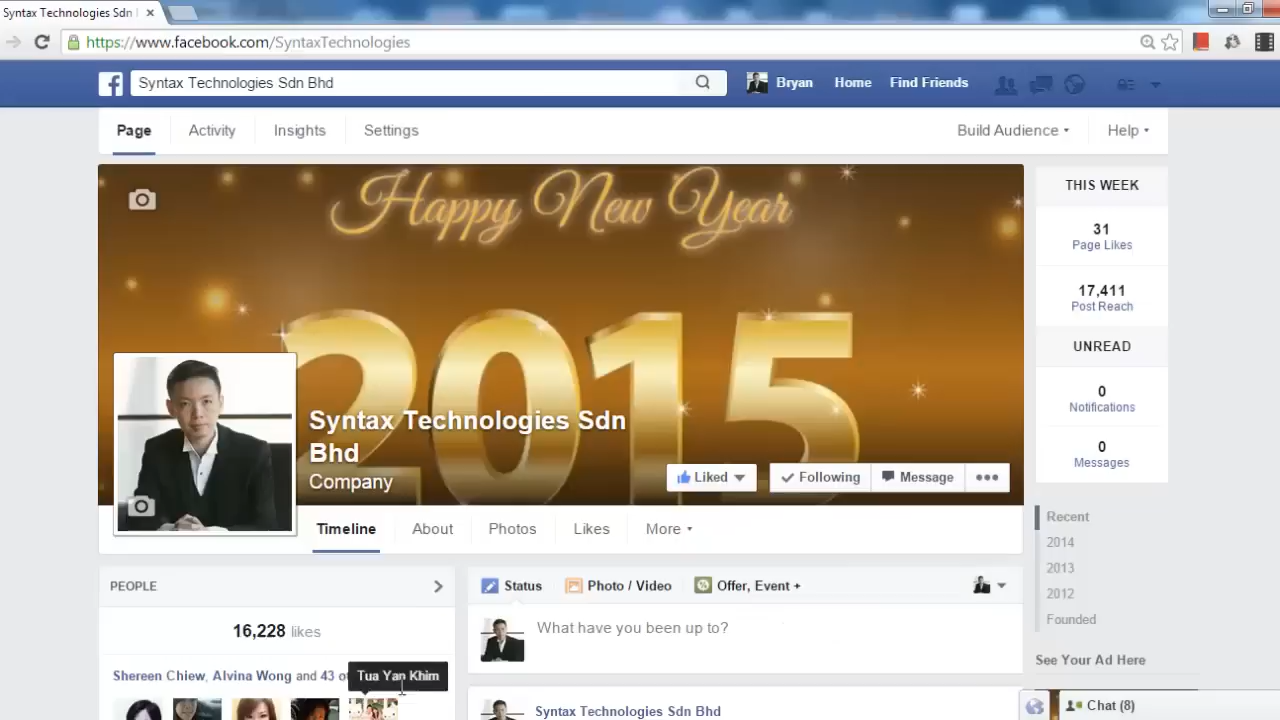 Syntax Technologies Sdn
https://www.facebook.com/SyntaxTechnologies
Syntax Technologies Sdn Bhd
Bryan
Home
Find Friends
Page
Activity
Insights
Settings
Build Audience
Help
Happy New Year
2015
Syntax Technologies Sdn
Bhd
Company
Liked
Following
Message
Timeline
About
Photos
Likes
More
THIS WEEK
31
Page Likes
17,411
Post Reach
UNREAD
0
Notifications
0
Messages
Recent
2014
2013
2012
Founded
See Your Ad Here
PEOPLE
16,228 likes
Shereen Chiew, Alvina Wong and 43
Tua Yan Khim
Status
Photo / Video
Offer, Event +
What have you been up to?
Syntax Technologies Sdn Bhd
Chat (8)